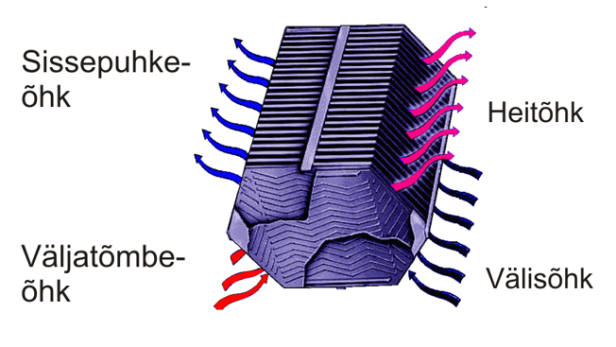 Sissepuhke-
õhk
Heitõhk
Väljatõmbe-
õhk
Välisõhk